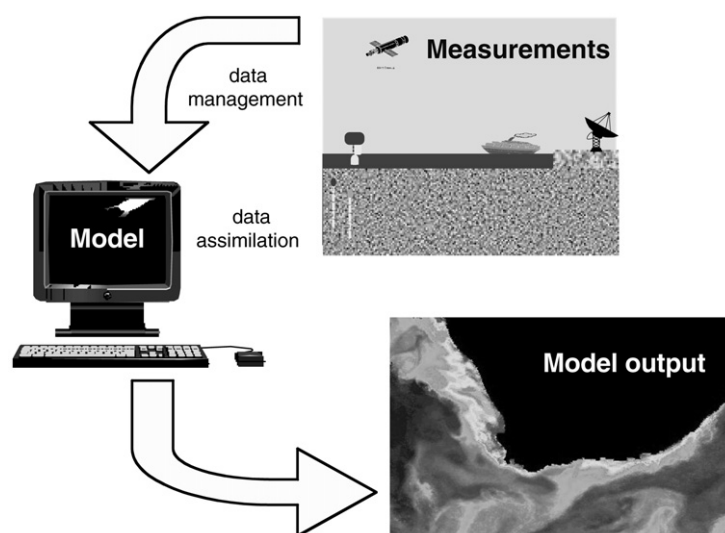 Measurements
data
management
Model
data
assimilation
Model output